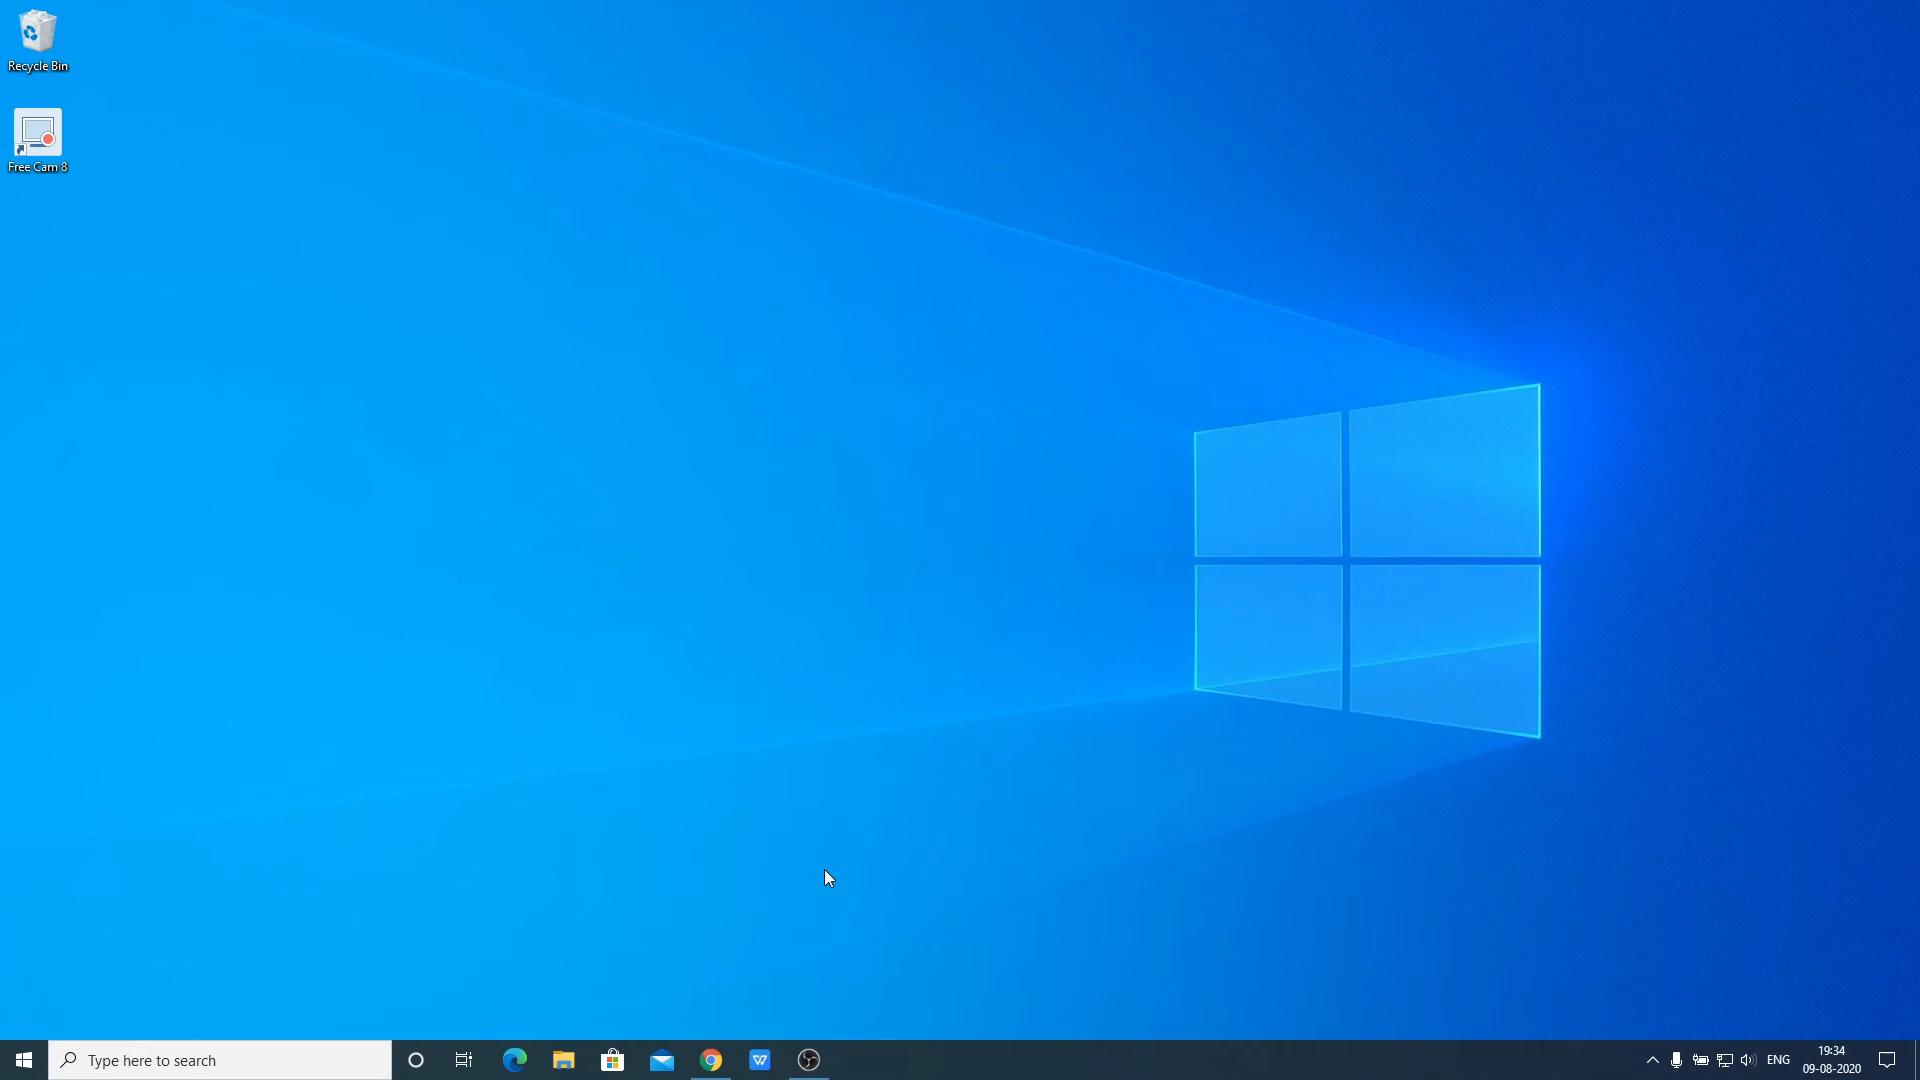 Recycle Bin
Free Cam 8
Type here to search
ENG
19:34
09-08-2020